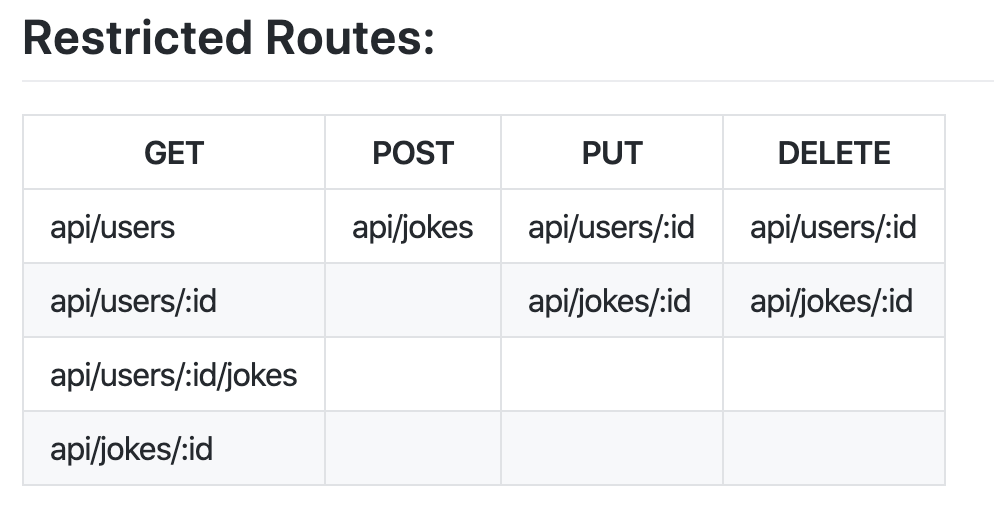 Restricted Routes:
GET POST PUT DELETE
api/users api/jokes api/users/:id api/users/:id
api/users/:id api/jokes/:id api/jokes/:id
api/users/:id/jokes
api/jokes/:id